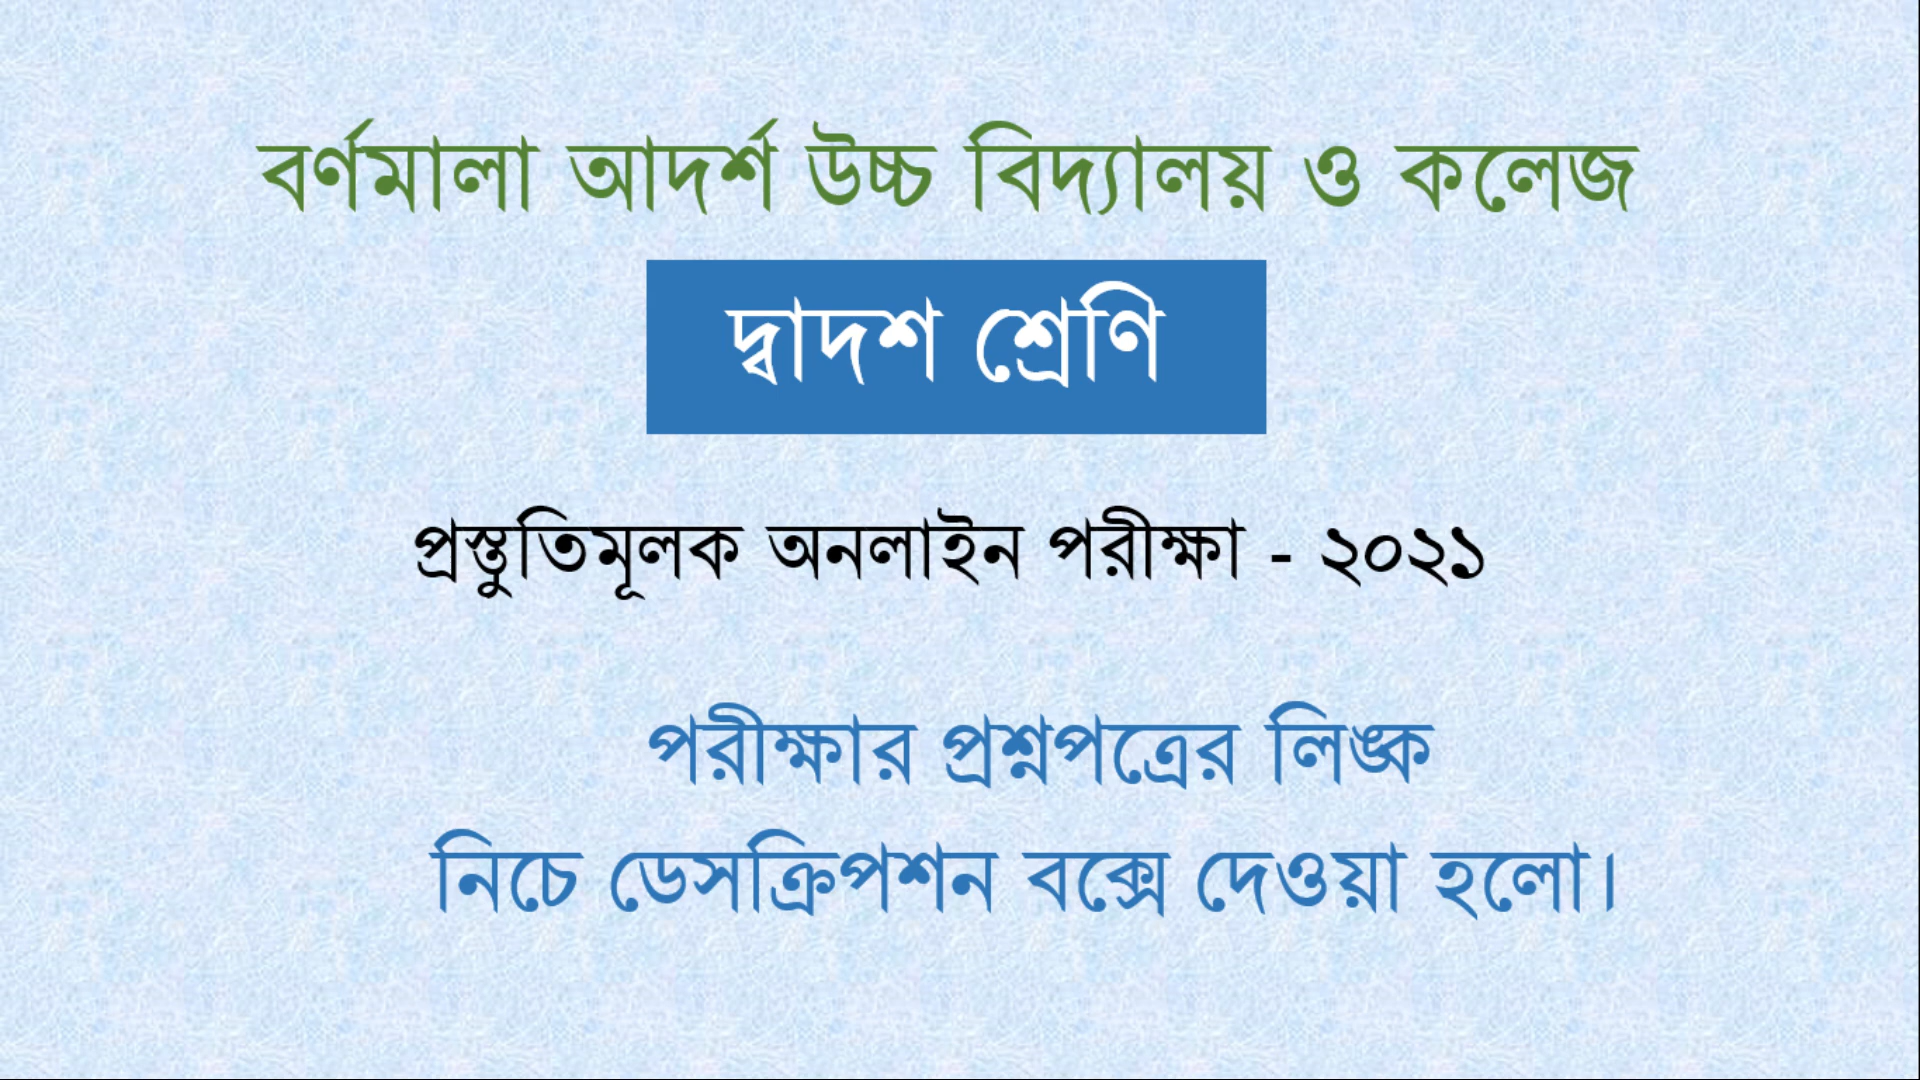 বর্ণমালা আদর্শ উচ্চ বিদ্যালয় ও কলেজ
দ্বাদশ শ্রেণি
প্রস্তুতিমূলক অনলাইন পরীক্ষা - ২০২১
পরীক্ষার প্রশ্নপত্রের লিঙ্ক
নিচে ডেসক্রিপশন বক্সে দেওয়া হলো।